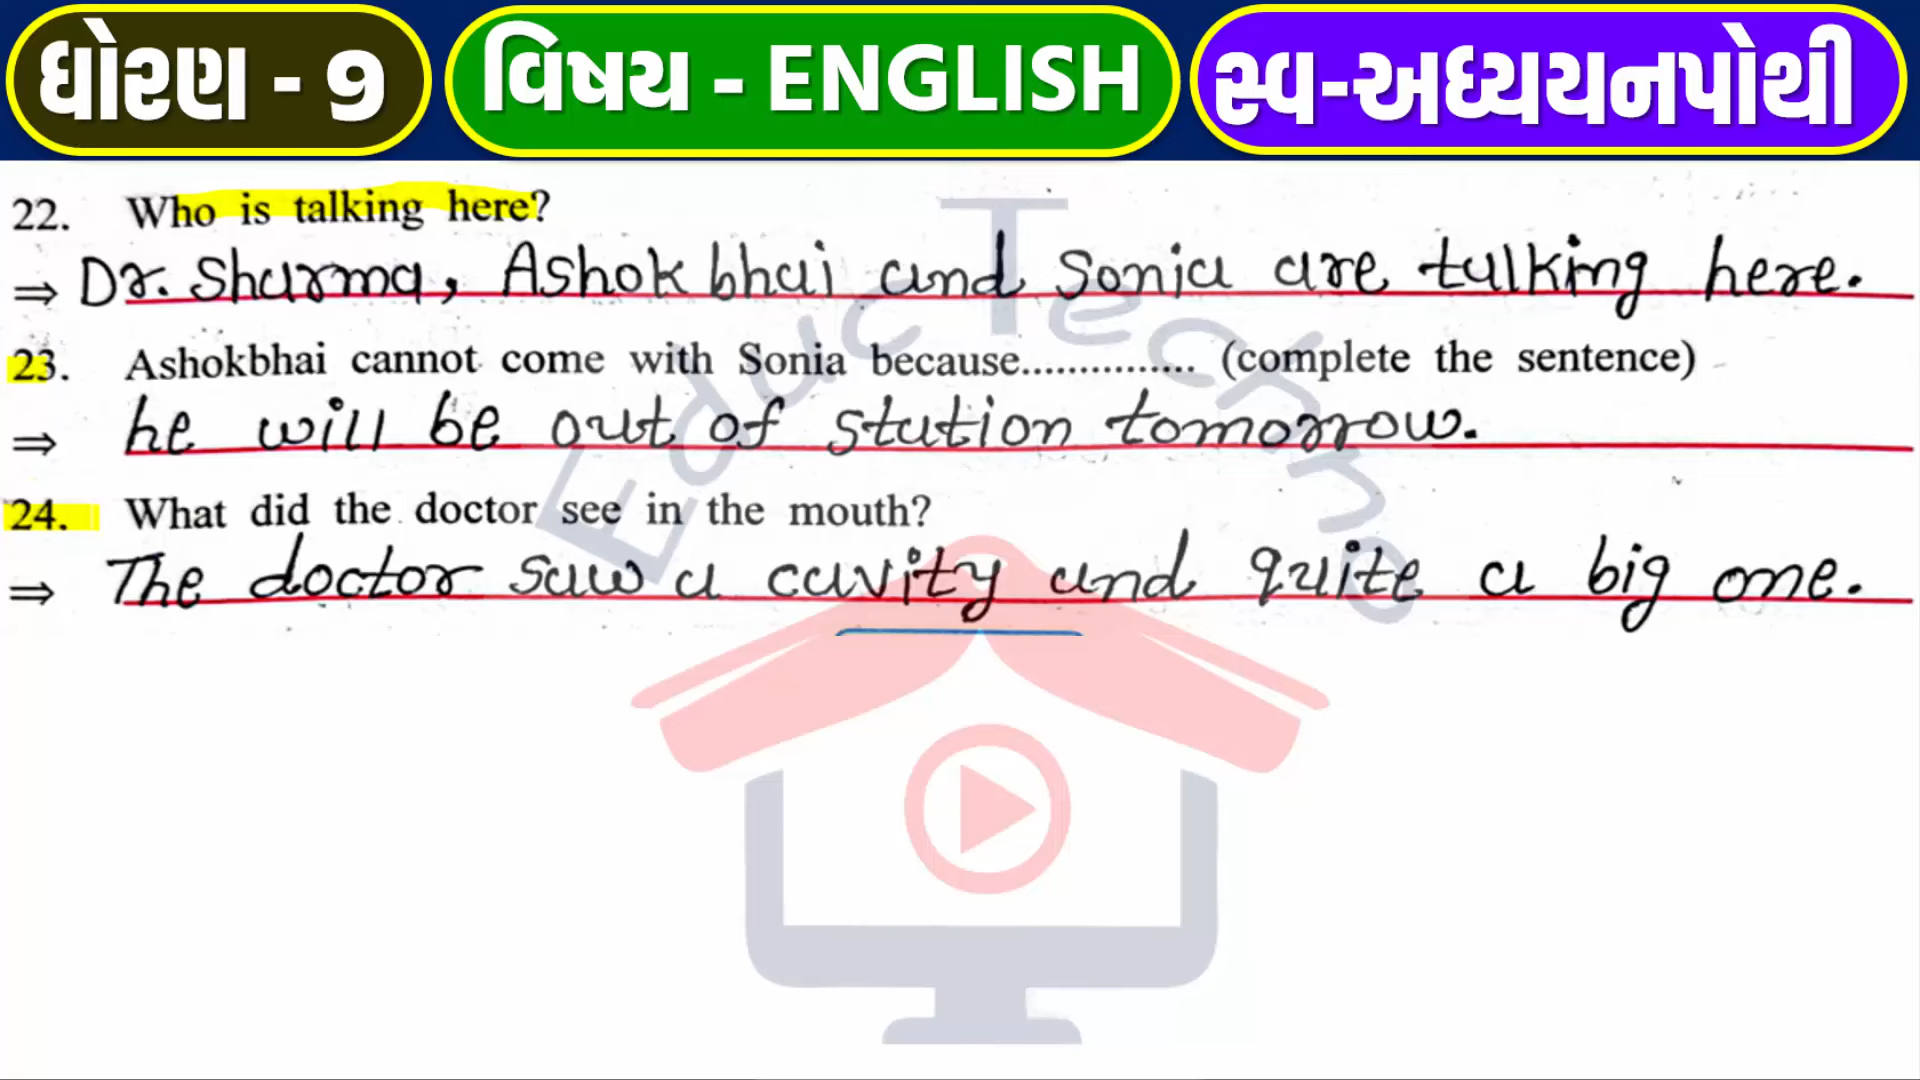 ધોરણ - 9
વિષય - ENGLISH
સ્વ-અધ્યયનપોથી
22. Who is talking here?
⇒ Dr. Sharma, Ashokbhai and Sonia are talking here.
23. Ashokbhai cannot come with Sonia because............... (complete the sentence)
⇒ he will be out of station tomorrow.
24. What did the doctor see in the mouth?
⇒ The doctor saw a cavity and quite a big one.
EducTechno